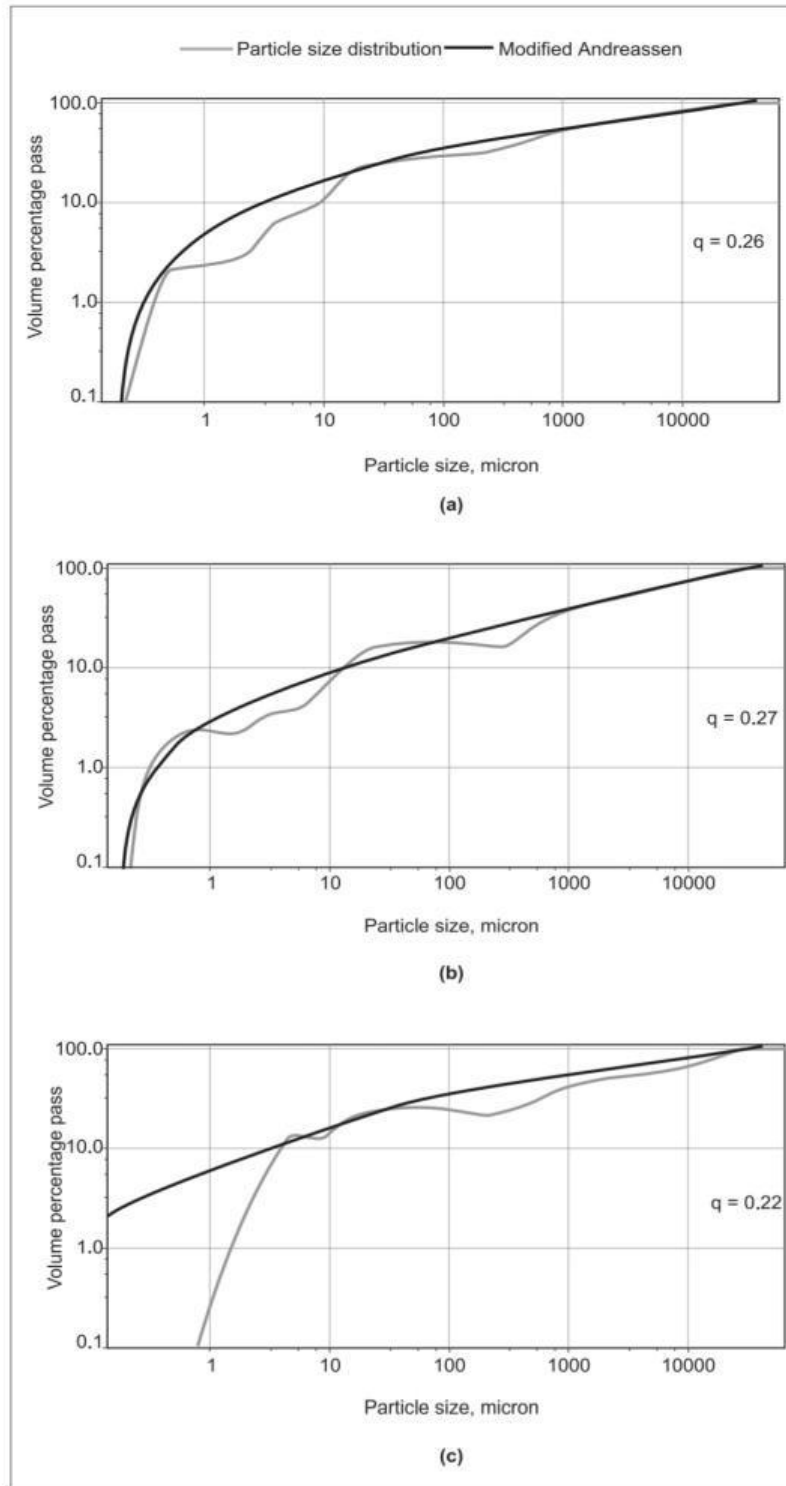 Particle size distribution Modified Andreassen
100.0
10.0
1.0
0.1
Volume percentage pass
q = 0.26
1 10 100 1000 10000
Particle size, micron
(a)
100.0
10.0
1.0
0.1
Volume percentage pass
q = 0.27
1 10 100 1000 10000
Particle size, micron
(b)
100.0
10.0
1.0
0.1
Volume percentage pass
q = 0.22
1 10 100 1000 10000
Particle size, micron
(c)